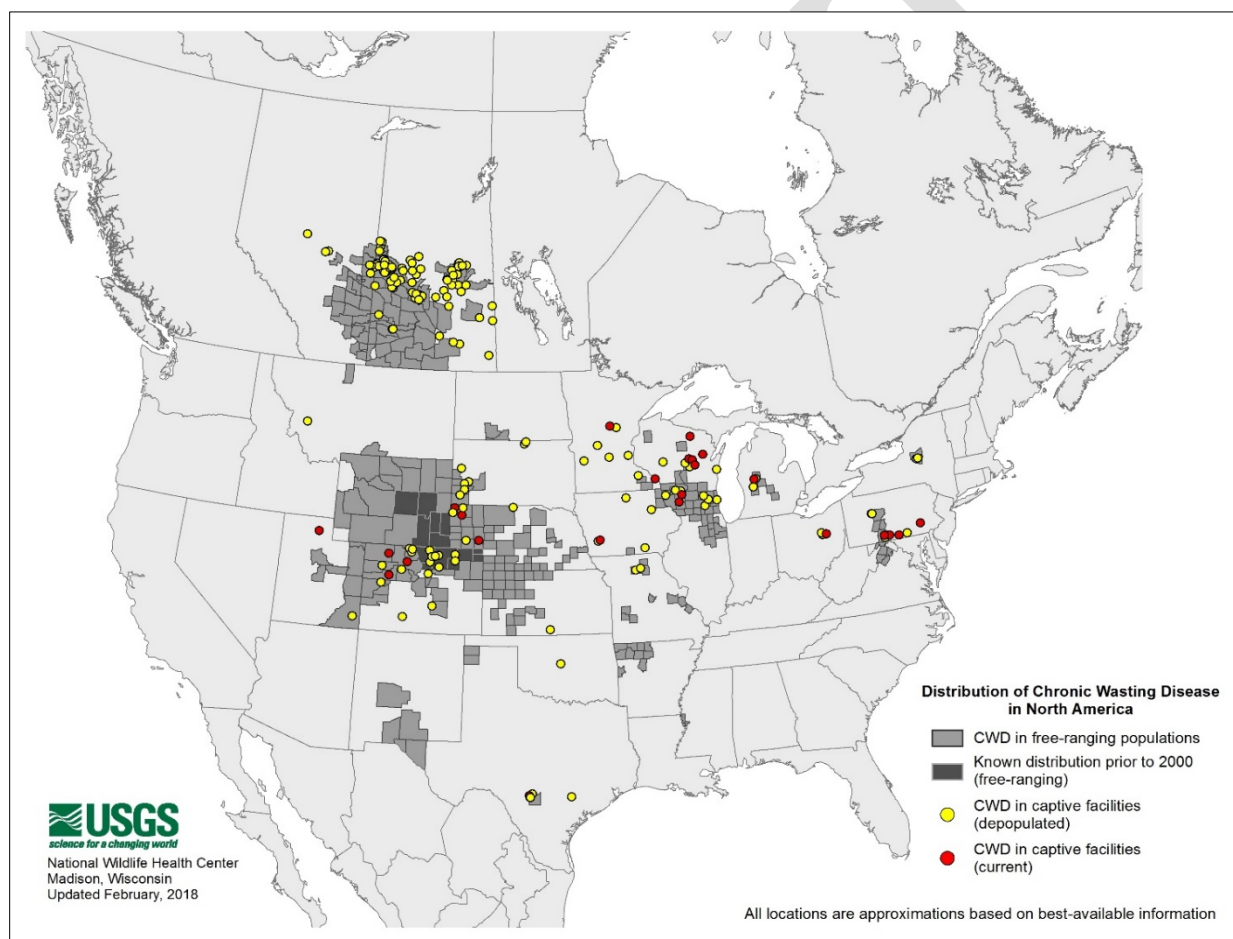 Distribution of Chronic Wasting Disease
in North America
CWD in free-ranging populations
Known distribution prior to 2000
(free-ranging)
CWD in captive facilities
(depopulated)
CWD in captive facilities
(current)
USGS
science for a changing world
National Wildlife Health Center
Madison, Wisconsin
Updated February, 2018
All locations are approximations based on best-available information